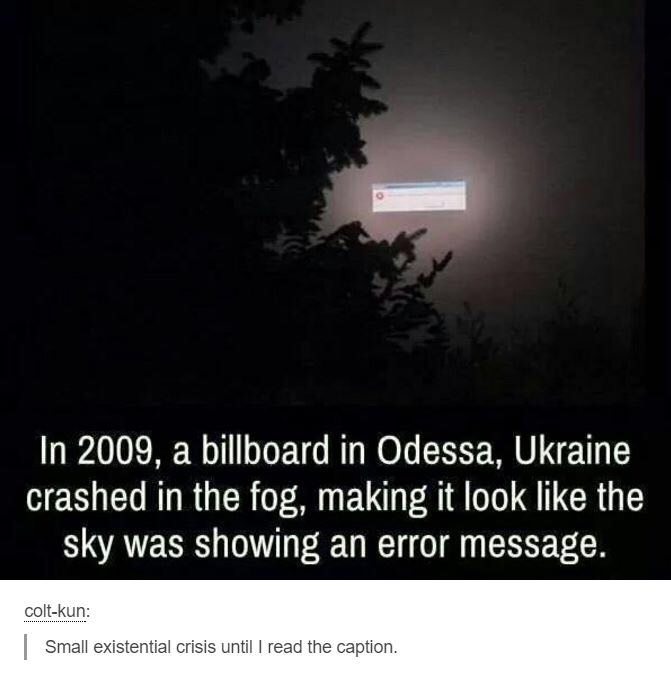 In 2009, a billboard in Odessa, Ukraine
crashed in the fog, making it look like the
sky was showing an error message.
colt-kun:
Small existential crisis until I read the caption.